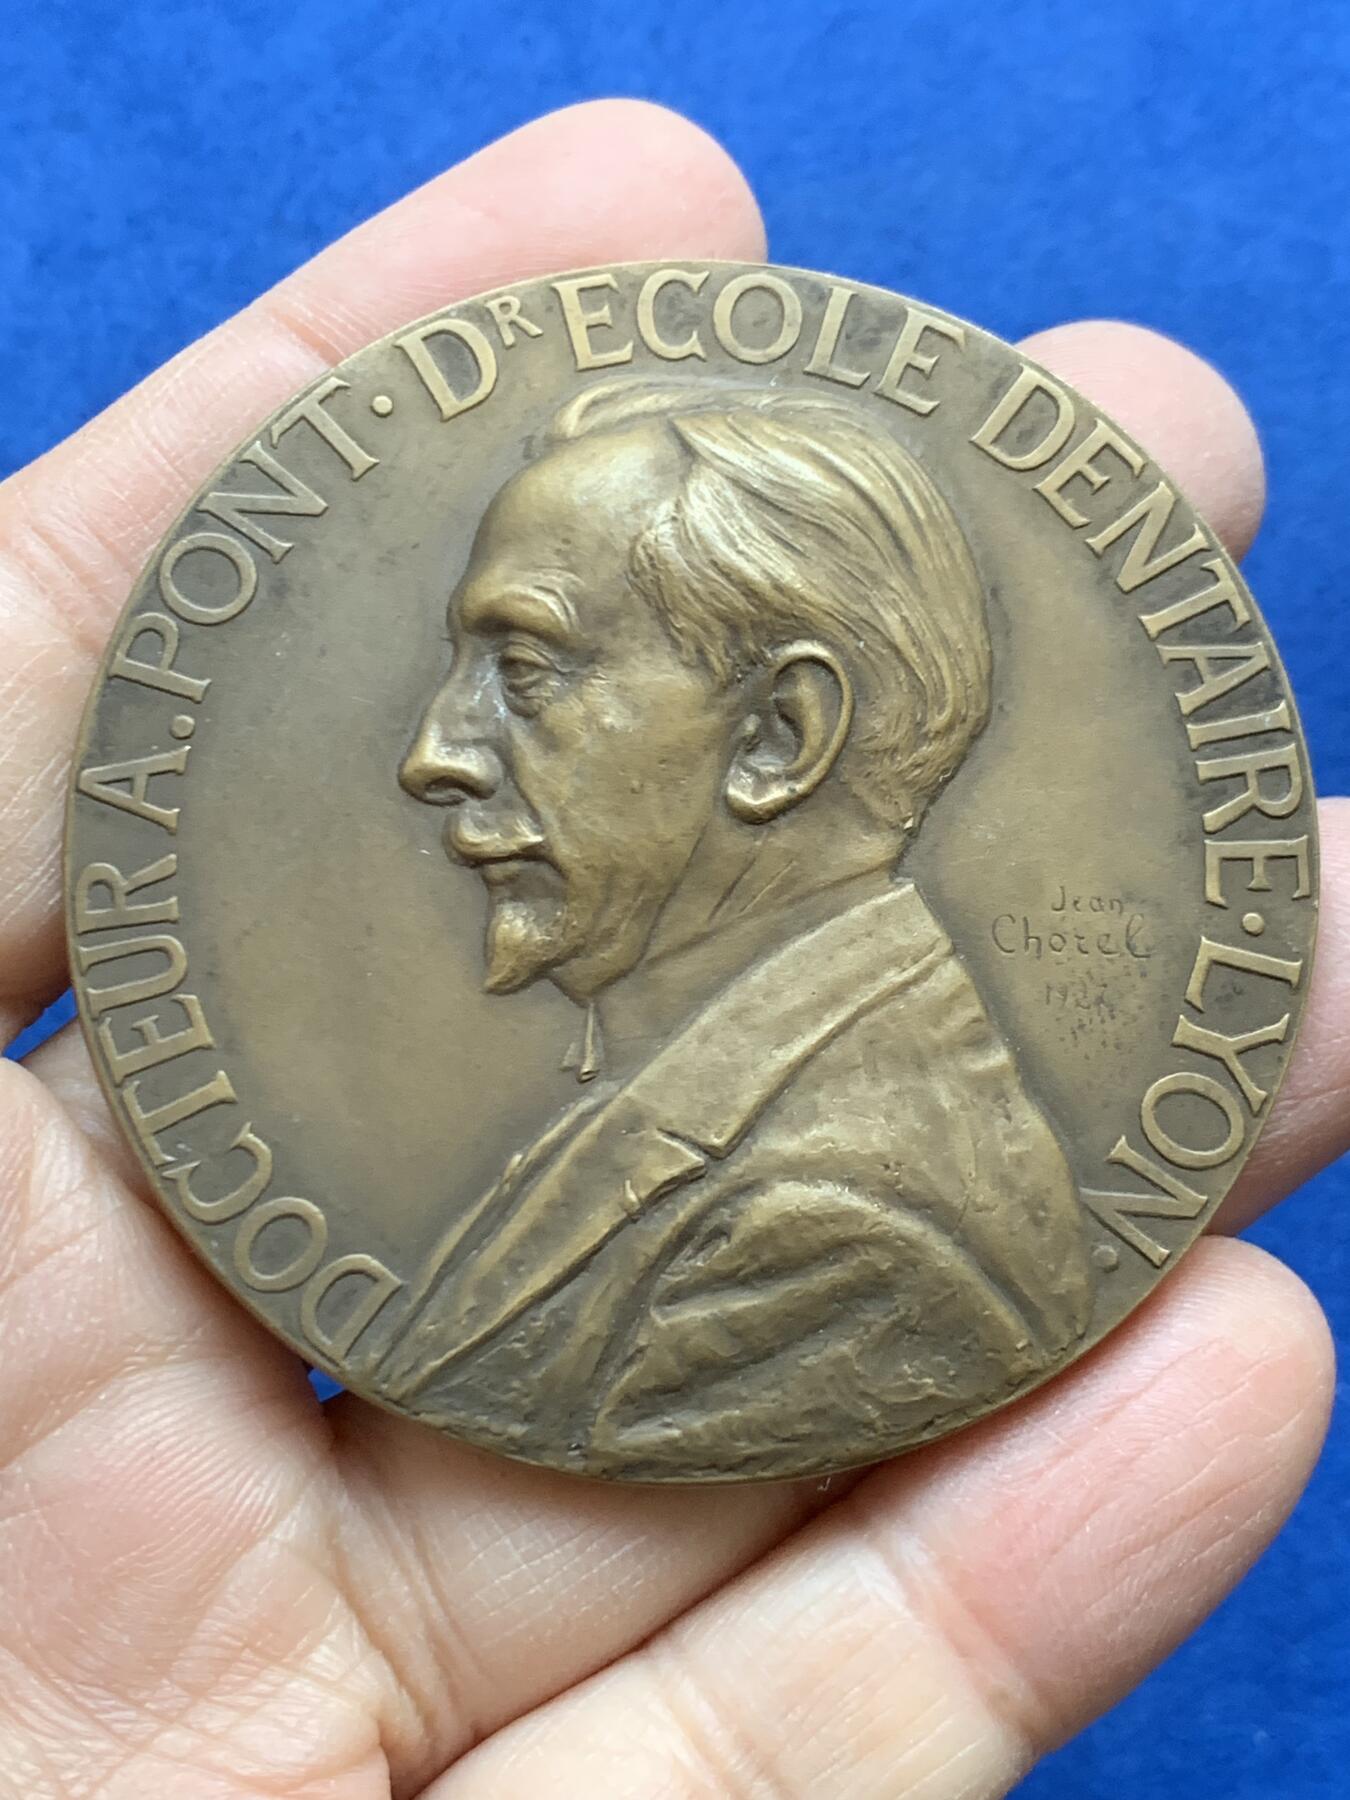 DOCTEUR A. PONT · DR ECOLE DENTAIRE · LYON ·
Jean
Chorel